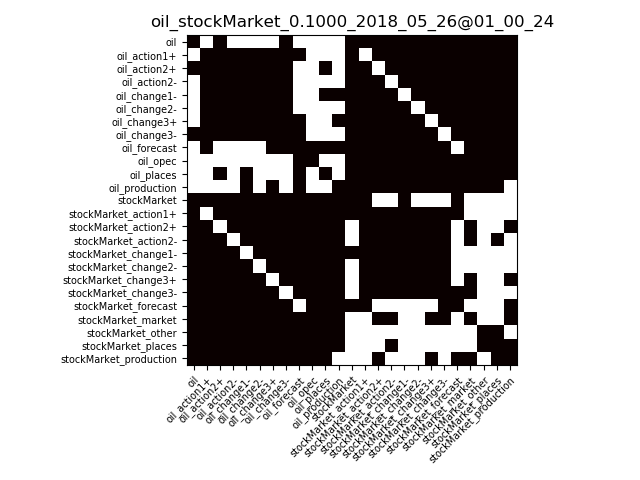 oil_stockMarket_0.1000_2018_05_26@01_00_24
oil
oil_action1+
oil_action2+
oil_action2-
oil_change1-
oil_change2-
oil_change3+
oil_change3-
oil_forecast
oil_opec
oil_places
oil_production
stockMarket
stockMarket_action1+
stockMarket_action2+
stockMarket_action2-
stockMarket_change1-
stockMarket_change2-
stockMarket_change3+
stockMarket_change3-
stockMarket_forecast
stockMarket_market
stockMarket_other
stockMarket_places
stockMarket_production
oil
oil_action1+
oil_action2+
oil_action2-
oil_change1-
oil_change2-
oil_change3+
oil_change3-
oil_forecast
oil_opec
oil_places
oil_production
stockMarket
stockMarket_action1+
stockMarket_action2+
stockMarket_action2-
stockMarket_change1-
stockMarket_change2-
stockMarket_change3+
stockMarket_change3-
stockMarket_forecast
stockMarket_market
stockMarket_other
stockMarket_places
stockMarket_production